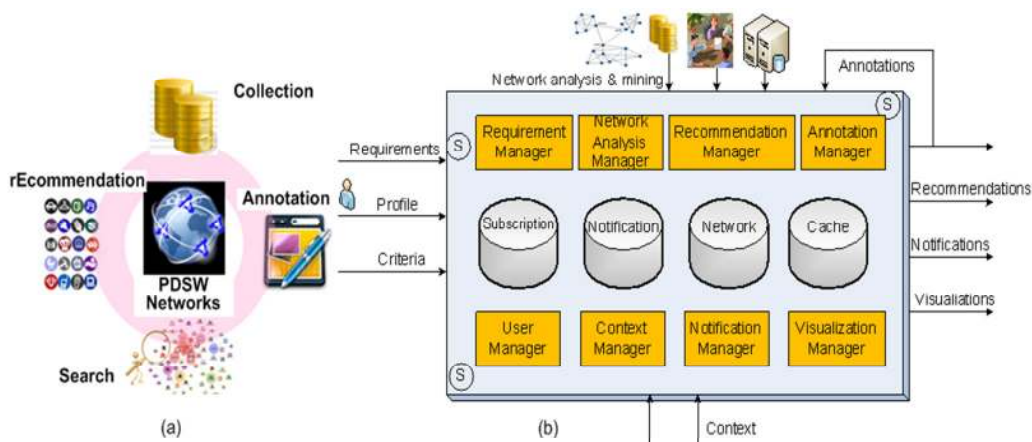 Collection
rEcommendation
Annotation
PDSW
Networks
Search
(a)
Network analysis & mining
Annotations
Requirements
Profile
Criteria
S
S
Requirement
Manager
Network
Analysis
Manager
Recommendation
Manager
Annotation
Manager
Recommendations
Subscription
Notification
Network
Cache
Notifications
Visualiations
User
Manager
Context
Manager
Notification
Manager
Visualization
Manager
S
(b)
Context